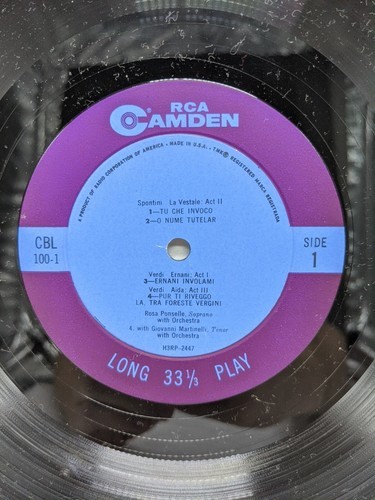 RCA
CAMDEN
®
A PRODUCT OF RADIO CORPORATION OF AMERICA - MADE IN U.S.A. - TMK® REGISTERED MARCA REGISTRADA
Spontini La Vestale: Act II
1—TU CHE INVOCO
2—O NUME TUTELAR
CBL
100-1
SIDE
1
Verdi Ernani: Act I
3—ERNANI INVOLAMI
Verdi Aida: Act III
4—PUR TI RIVEGGO
LA, TRA FORESTE VERGINI
Rosa Ponselle, Soprano
with Orchestra
4. with Giovanni Martinelli, Tenor
with Orchestra
H3RP-2447
LONG 33⅓ PLAY